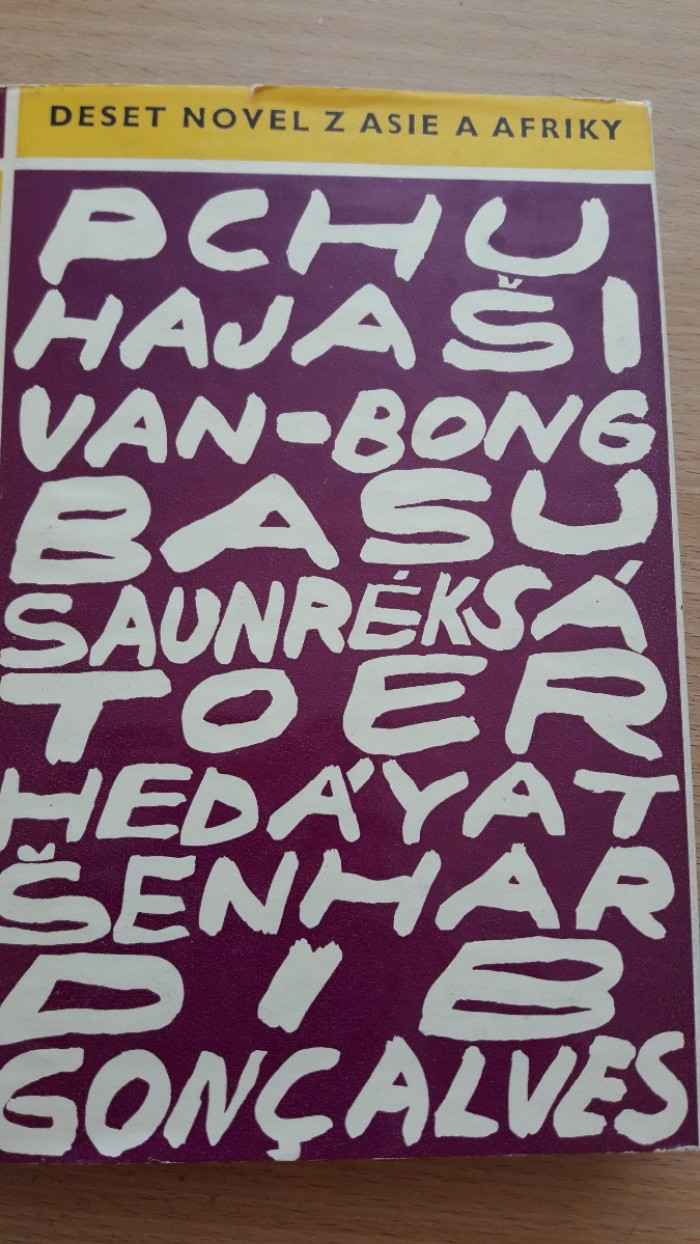 DESET NOVEL Z ASIE A AFRIKY
PCHU
HAJAŠI
VAN-BONG
BASU
SAUNRÉKSÁ
TOER
HEDÁYAT
ŠENHAR
DIB
GONÇALVES